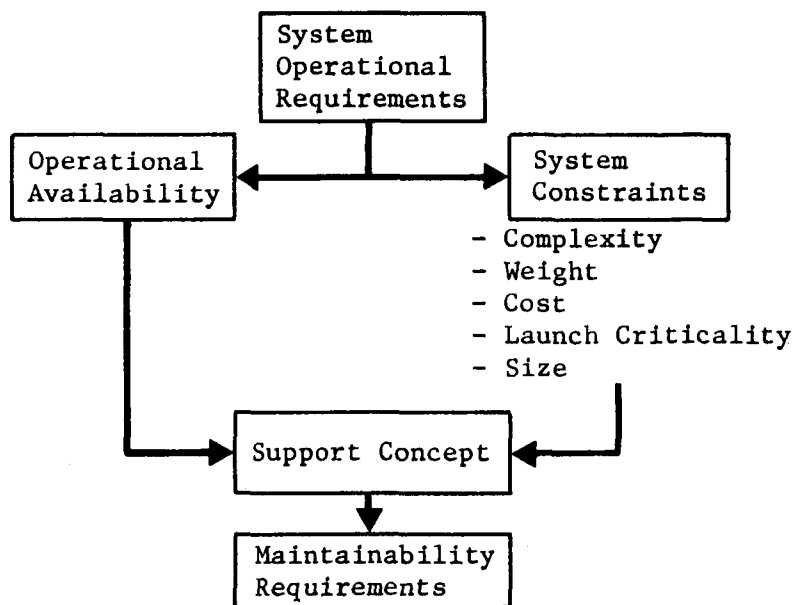 System
Operational
Requirements
Operational
Availability
System
Constraints
- Complexity
- Weight
- Cost
- Launch Criticality
- Size
Support Concept
Maintainability
Requirements